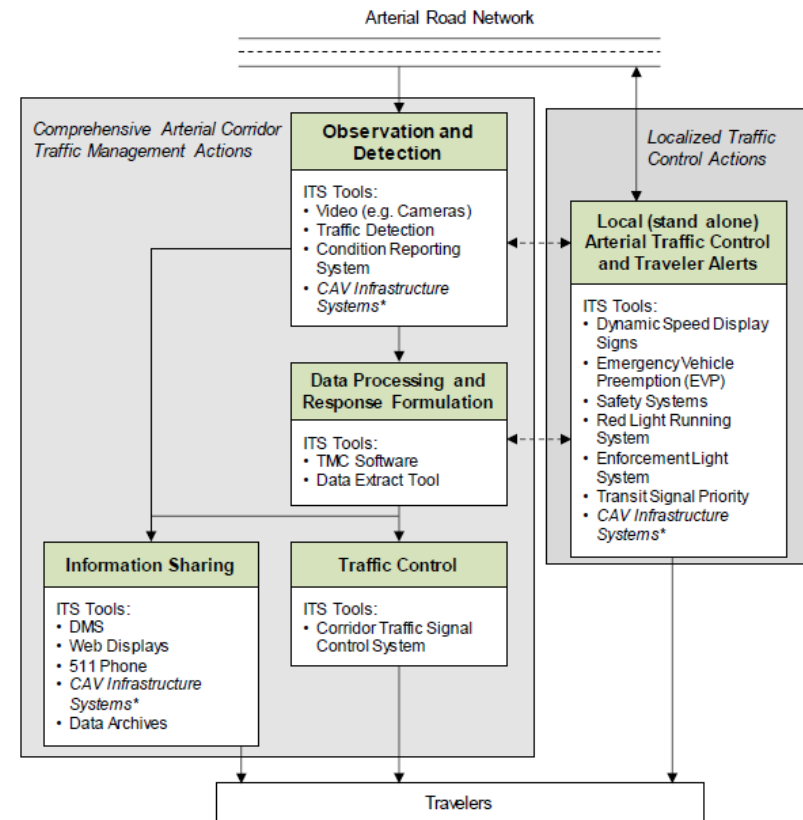 Arterial Road Network
Comprehensive Arterial Corridor
Traffic Management Actions
Observation and
Detection
ITS Tools:
• Video (e.g. Cameras)
• Traffic Detection
• Condition Reporting
System
• CAV Infrastructure
Systems*
Data Processing and
Response Formulation
ITS Tools:
• TMC Software
• Data Extract Tool
Information Sharing
ITS Tools:
• DMS
• Web Displays
• 511 Phone
• CAV Infrastructure
Systems*
• Data Archives
Traffic Control
ITS Tools:
• Corridor Traffic Signal
Control System
Localized Traffic
Control Actions
Local (stand alone)
Arterial Traffic Control
and Traveler Alerts
ITS Tools:
• Dynamic Speed Display
Signs
• Emergency Vehicle
Preemption (EVP)
• Safety Systems
• Red Light Running
System
• Enforcement Light
System
• Transit Signal Priority
• CAV Infrastructure
Systems*
Travelers